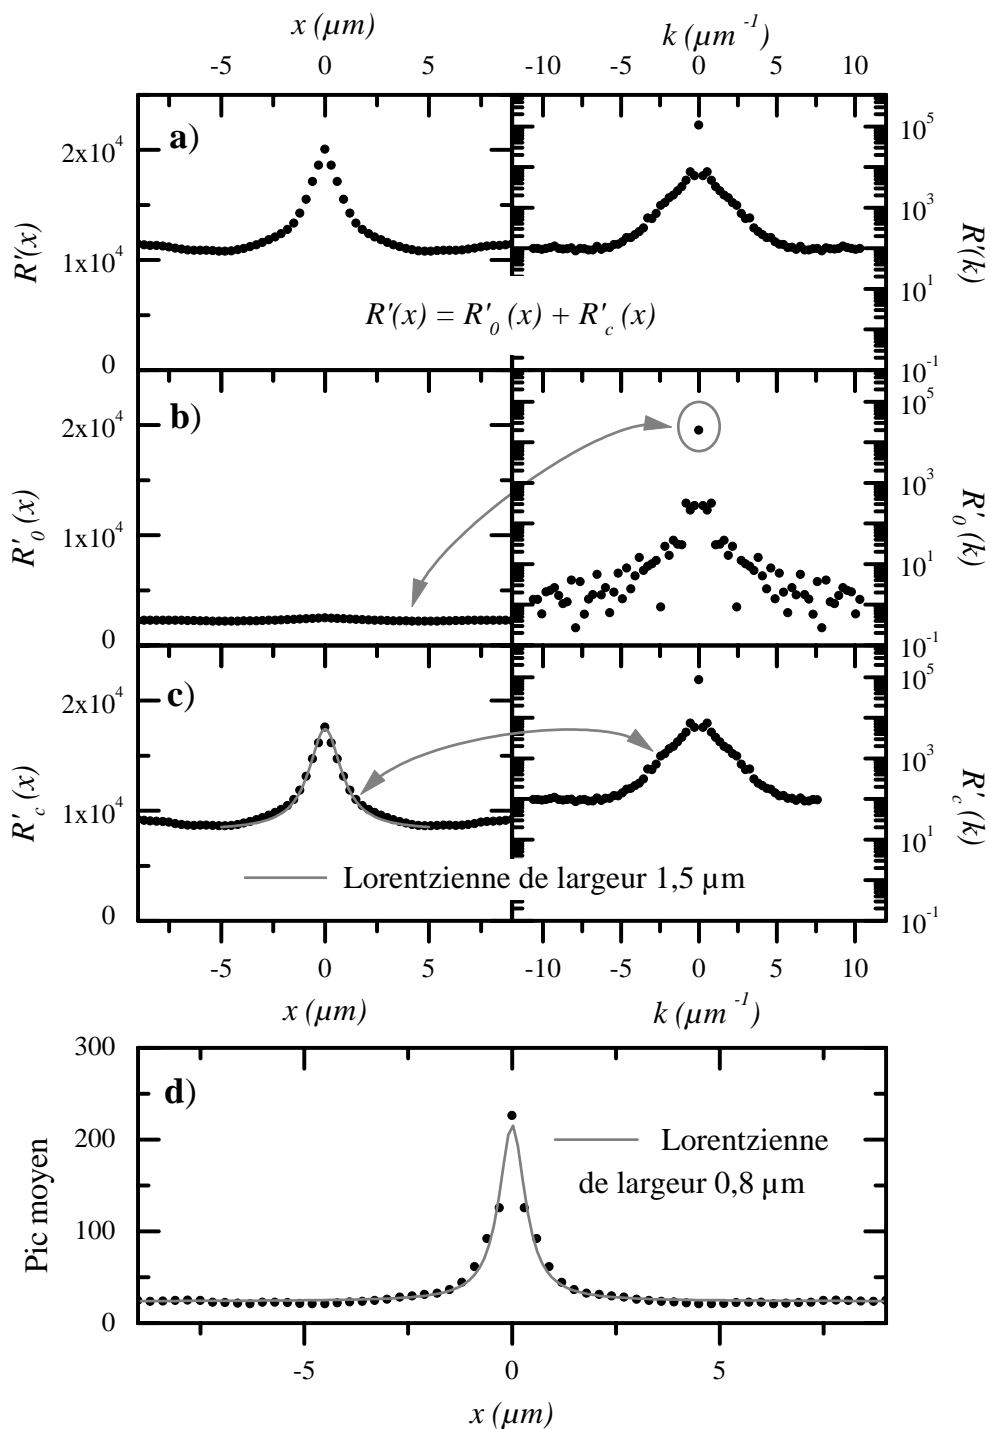 x (µm)
k (µm⁻¹)
-5 0 5
-10 -5 0 5 10
a)
2x10⁴
1x10⁴
0
R'(x)
10⁵
10³
10¹
10⁻¹
R'(k)
R'(x) = R'₀ (x) + R'c (x)
b)
2x10⁴
1x10⁴
0
R'₀(x)
10⁵
10³
10¹
10⁻¹
R'₀(k)
c)
2x10⁴
1x10⁴
0
R'c(x)
10⁵
10³
10¹
10⁻¹
R'c(k)
Lorentzienne de largeur 1,5 µm
-5 0 5
-10 -5 0 5 10
x (µm)
k (µm⁻¹)
d)
300
200
100
0
Pic moyen
Lorentzienne
de largeur 0,8 µm
-5 0 5
x (µm)